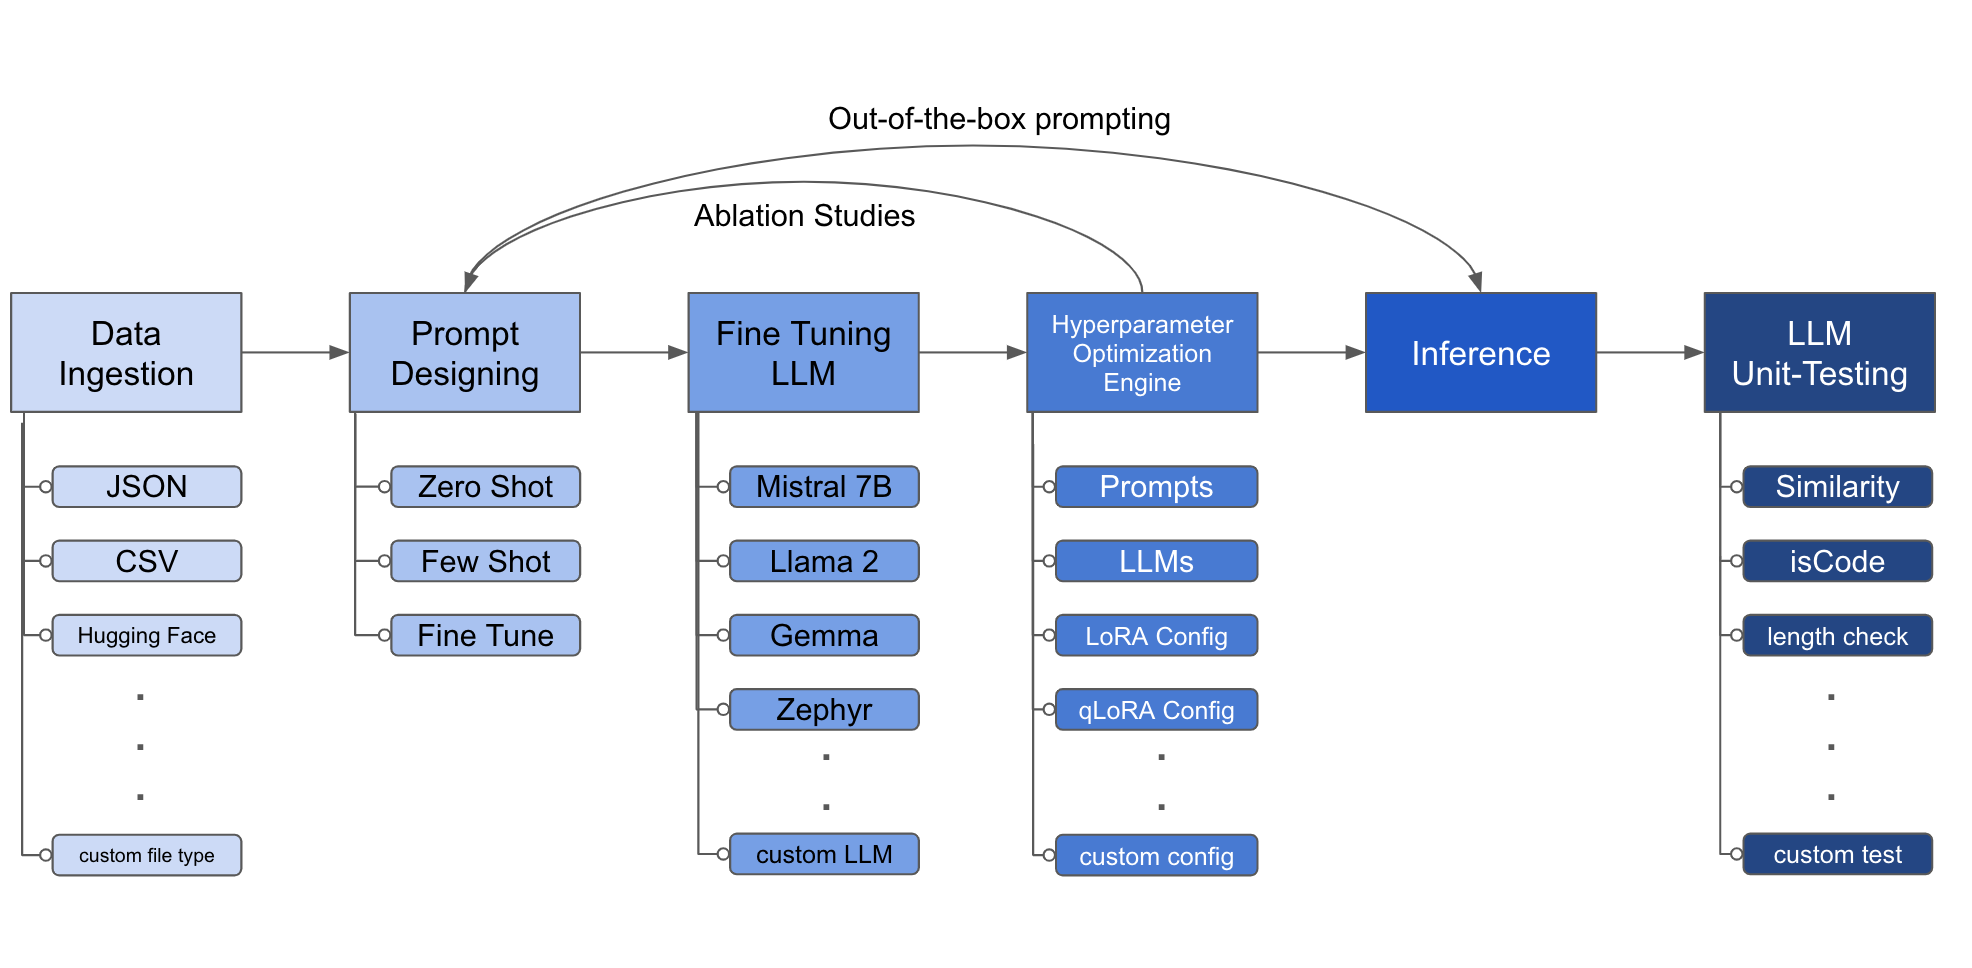 Out-of-the-box prompting
Ablation Studies
Data
Ingestion
JSON
CSV
Hugging Face
custom file type
Prompt
Designing
Zero Shot
Few Shot
Fine Tune
Fine Tuning
LLM
Mistral 7B
Llama 2
Gemma
Zephyr
custom LLM
Hyperparameter
Optimization
Engine
Prompts
LLMs
LoRA Config
qLoRA Config
custom config
Inference
LLM
Unit-Testing
Similarity
isCode
length check
custom test